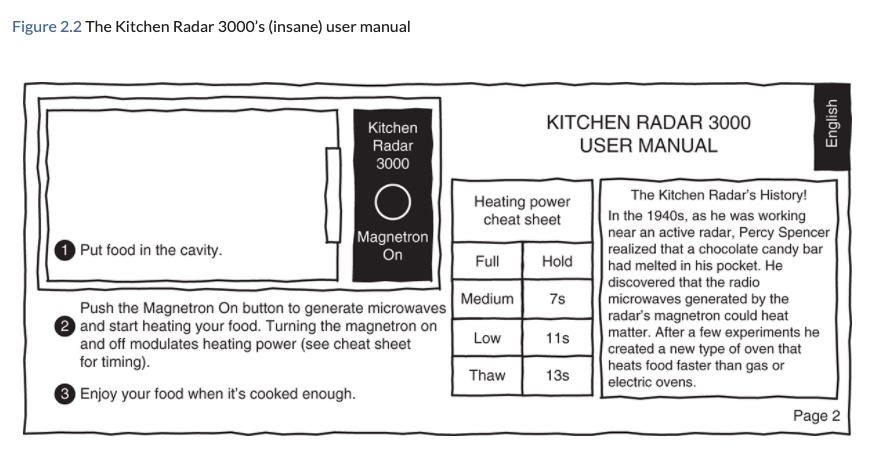 Figure 2.2 The Kitchen Radar 3000's (insane) user manual
English
KITCHEN RADAR 3000
USER MANUAL
Kitchen
Radar
3000
Magnetron
On
1 Put food in the cavity.
Push the Magnetron On button to generate microwaves
2 and start heating your food. Turning the magnetron on
and off modulates heating power (see cheat sheet
for timing).
3 Enjoy your food when it's cooked enough.
Heating power
cheat sheet
Full Hold
Medium 7s
Low 11s
Thaw 13s
The Kitchen Radar's History!
In the 1940s, as he was working
near an active radar, Percy Spencer
realized that a chocolate candy bar
had melted in his pocket. He
discovered that the radio
microwaves generated by the
radar's magnetron could heat
matter. After a few experiments he
created a new type of oven that
heats food faster than gas or
electric ovens.
Page 2